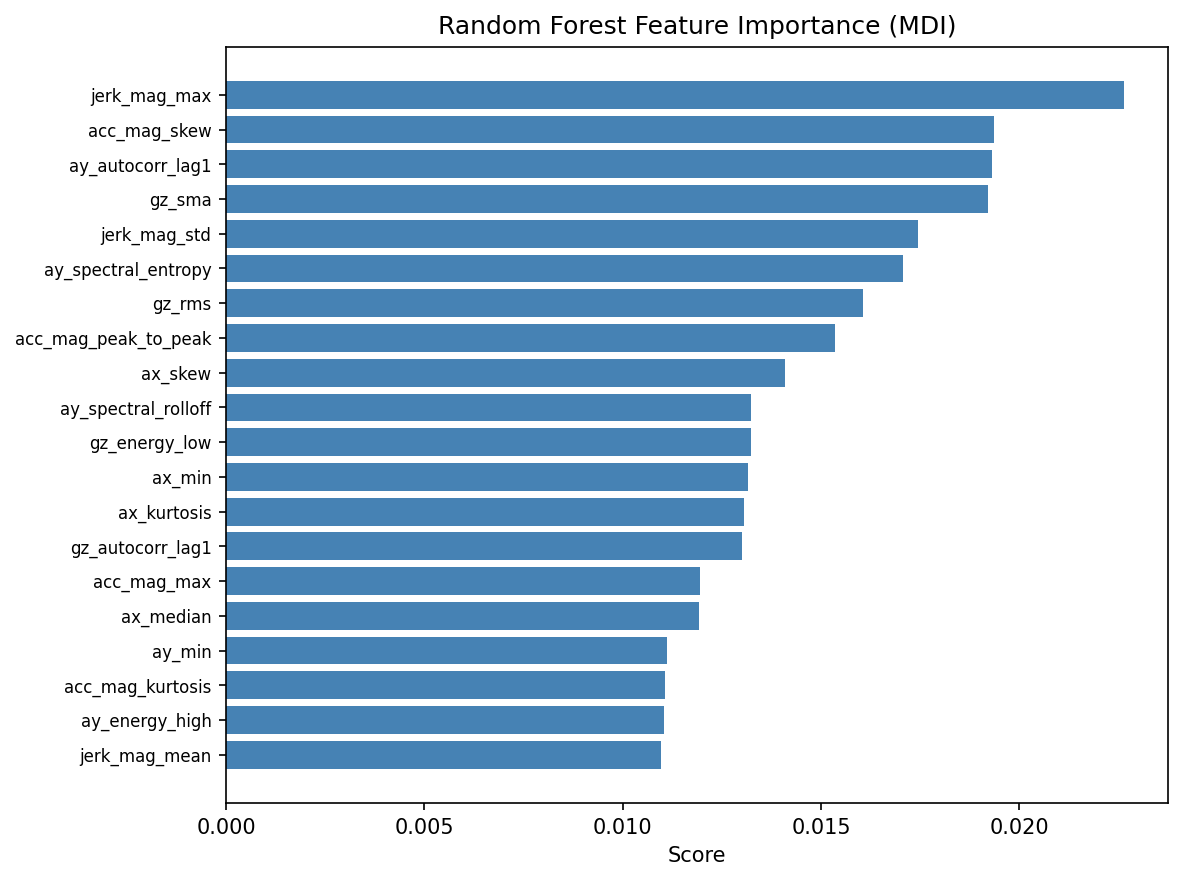 Random Forest Feature Importance (MDI)
jerk_mag_max
acc_mag_skew
ay_autocorr_lag1
gz_sma
jerk_mag_std
ay_spectral_entropy
gz_rms
acc_mag_peak_to_peak
ax_skew
ay_spectral_rolloff
gz_energy_low
ax_min
ax_kurtosis
gz_autocorr_lag1
acc_mag_max
ax_median
ay_min
acc_mag_kurtosis
ay_energy_high
jerk_mag_mean
0.000 0.005 0.010 0.015 0.020
Score